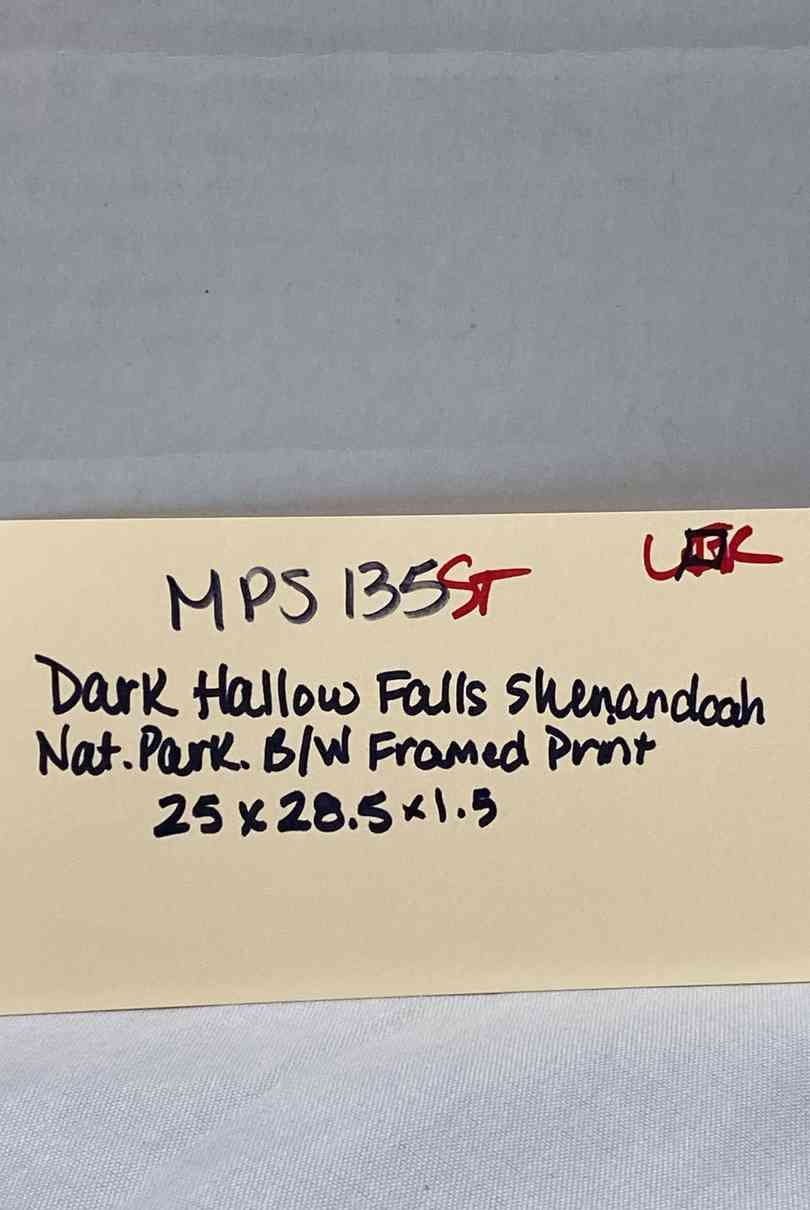 MPS 135ST
Dark Hallow Falls Shenandoah
Nat. Park. B/W Framed Print
25 x 28.5 x 1.5